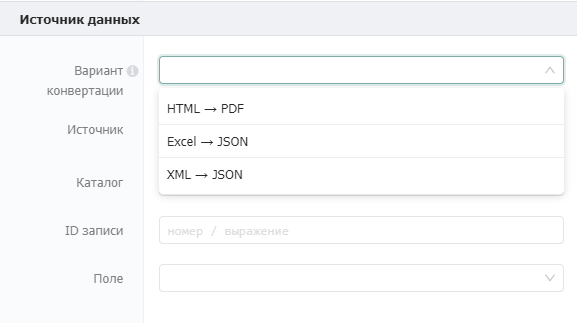 Источник данных
Вариант
конвертации
HTML → PDF
Источник
Excel → JSON
XML → JSON
Каталог
ID записи
номер / выражение
Поле